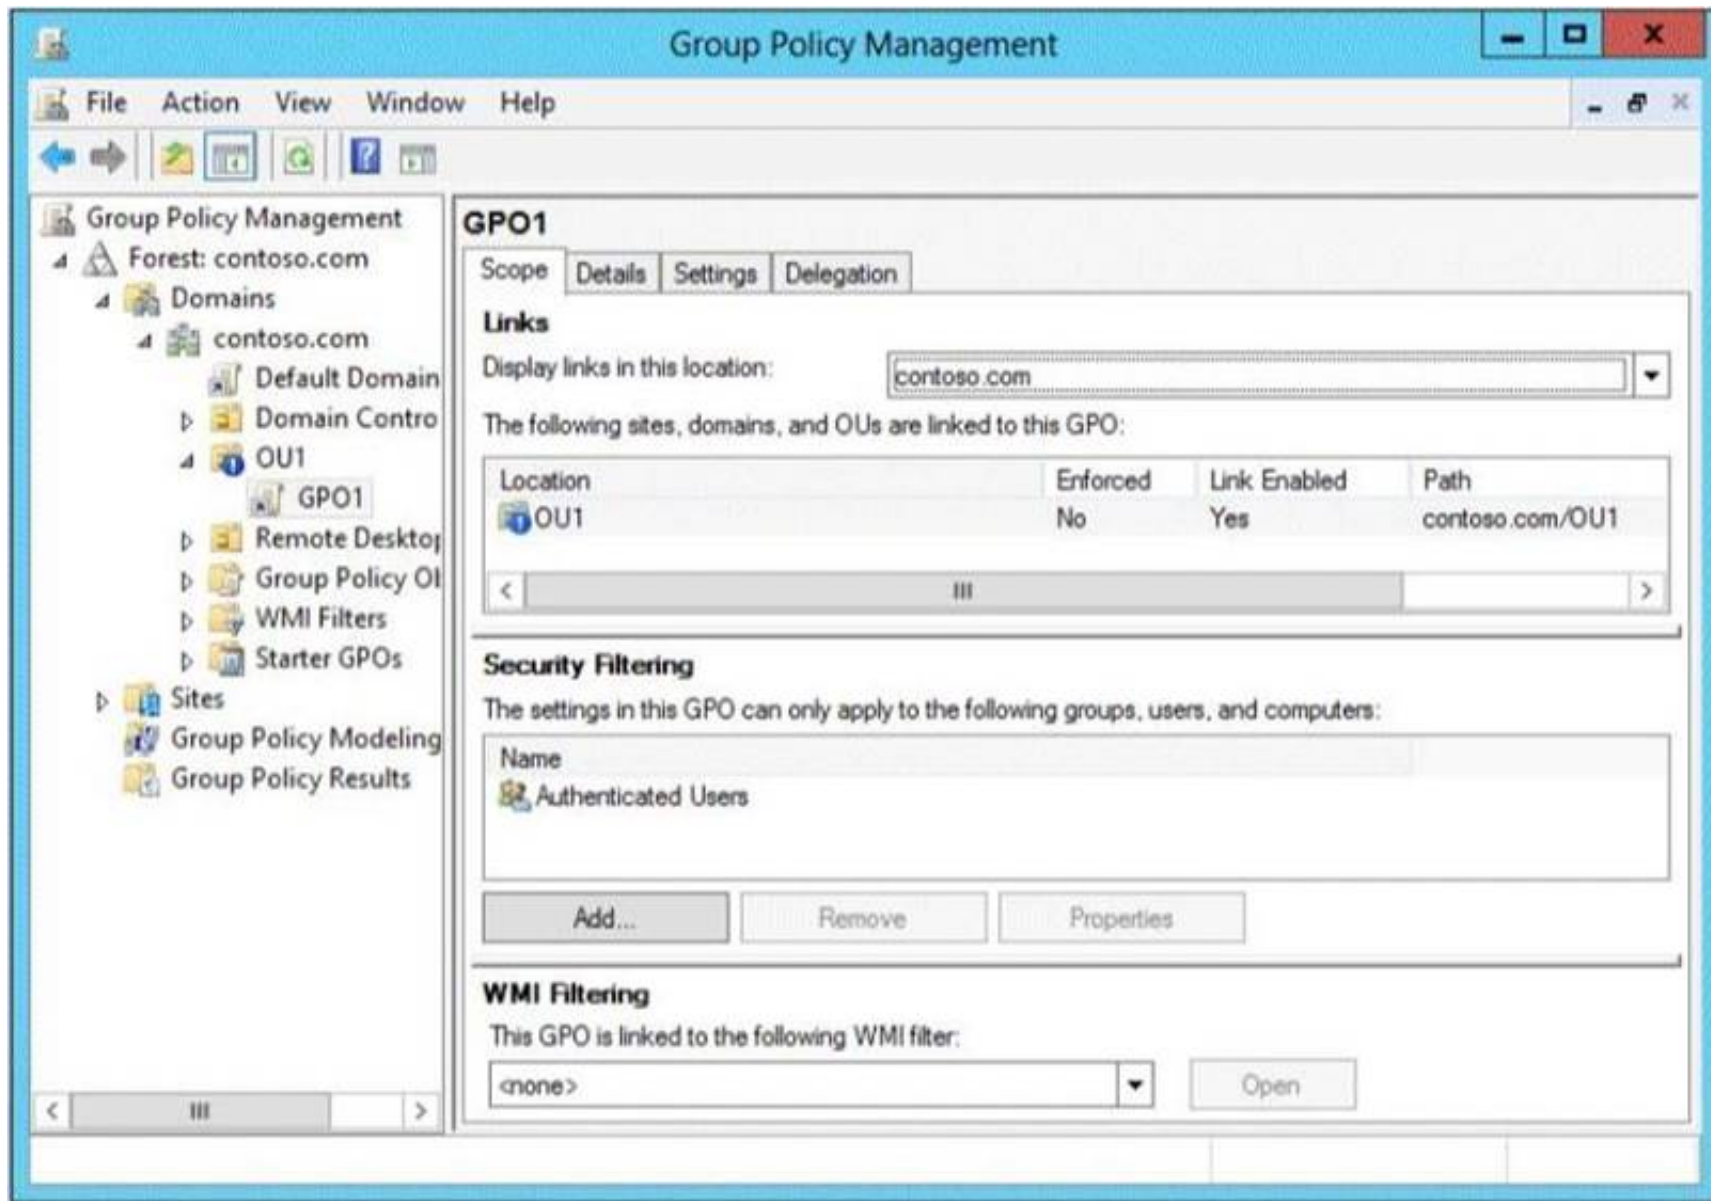 Group Policy Management
File Action View Window Help
Group Policy Management
Forest: contoso.com
Domains
contoso.com
Default Domain
Domain Contro
OU1
GPO1
Remote Desktop
Group Policy Ol
WMI Filters
Starter GPOs
Sites
Group Policy Modeling
Group Policy Results
GPO1
Scope Details Settings Delegation
Links
Display links in this location: contoso.com
The following sites, domains, and OUs are linked to this GPO:
Location Enforced Link Enabled Path
OU1 No Yes contoso.com/OU1
Security Filtering
The settings in this GPO can only apply to the following groups, users, and computers:
Name
Authenticated Users
Add... Remove Properties
WMI Filtering
This GPO is linked to the following WMI filter:
<none> Open